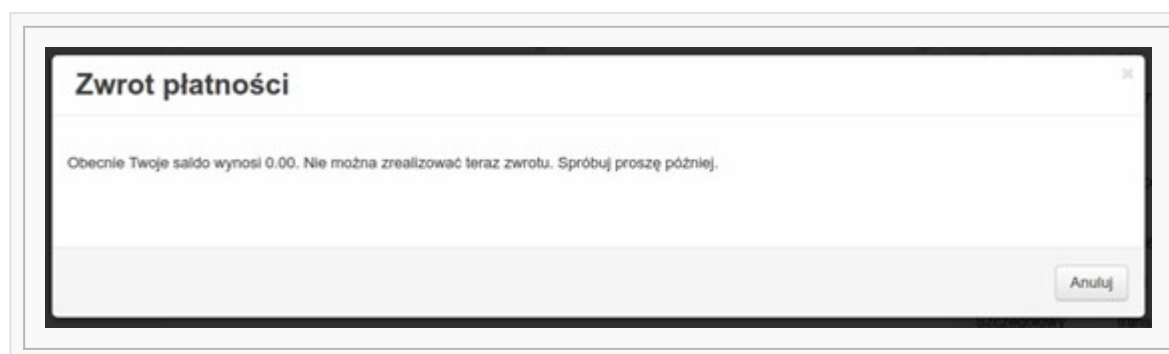 Zwrot płatności
×
Obecnie Twoje saldo wynosi 0.00. Nie można zrealizować teraz zwrotu. Spróbuj proszę później.
Anuluj